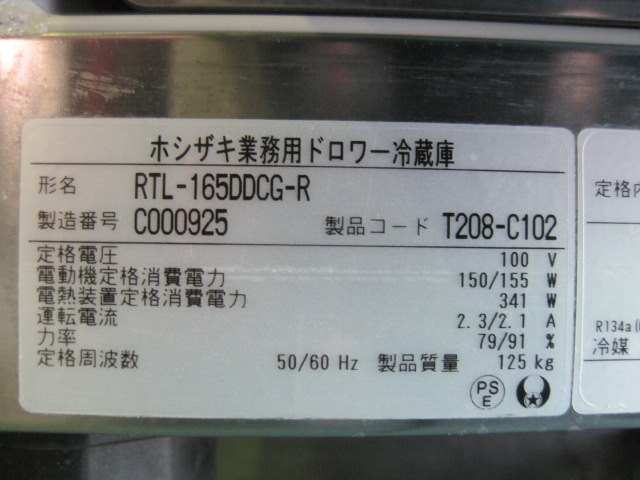 ホシザキ業務用ドロワー冷蔵庫
形名 RTL-165DDCG-R
製造番号 C000925 製品コード T208-C102
定格電圧 100 V
電動機定格消費電力 150/155 W
電熱装置定格消費電力 341 W
運転電流 2.3/2.1 A
力率 79/91 %
定格周波数 50/60 Hz 製品質量 125 kg
PS
E
定格内
R134a(
冷媒